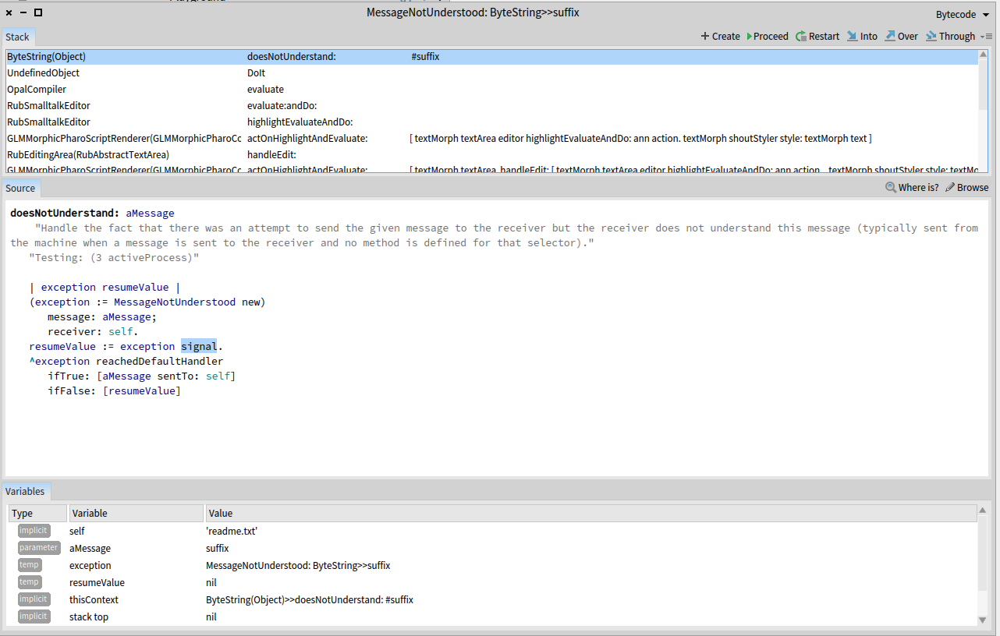 MessageNotUnderstood: ByteString>>suffix
Bytecode
Stack
Create Proceed Restart Into Over Through
ByteString(Object) doesNotUnderstand: #suffix
UndefinedObject DoIt
OpalCompiler evaluate
RubSmalltalkEditor evaluate:andDo:
RubSmalltalkEditor highlightEvaluateAndDo:
GLMMorphicPharoScriptRenderer(GLMMorphicPharoCc actOnHighlightAndEvaluate: [ textMorph textArea editor highlightEvaluateAndDo: ann action. textMorph shoutStyler style: textMorph text ]
RubEditingArea(RubAbstractTextArea) handleEdit:
GLMMorphicPharoScriptRenderer(GLMMorphicPharoCc actOnHighlightAndEvaluate: [ textMorph textArea handleEdit: [ textMorph textArea editor highlightEvaluateAndDo: ann action. textMorph shoutStyler style: textMo
Source
Where is? Browse
doesNotUnderstand: aMessage
"Handle the fact that there was an attempt to send the given message to the receiver but the receiver does not understand this message (typically sent from
the machine when a message is sent to the receiver and no method is defined for that selector)."
"Testing: (3 activeProcess)"
| exception resumeValue |
(exception := MessageNotUnderstood new)
message: aMessage;
receiver: self.
resumeValue := exception signal.
^exception reachedDefaultHandler
ifTrue: [aMessage sentTo: self]
ifFalse: [resumeValue]
Variables
Type Variable Value
implicit self 'readme.txt'
parameter aMessage suffix
temp exception MessageNotUnderstood: ByteString>>suffix
temp resumeValue nil
implicit thisContext ByteString(Object)>>doesNotUnderstand: #suffix
implicit stack top nil